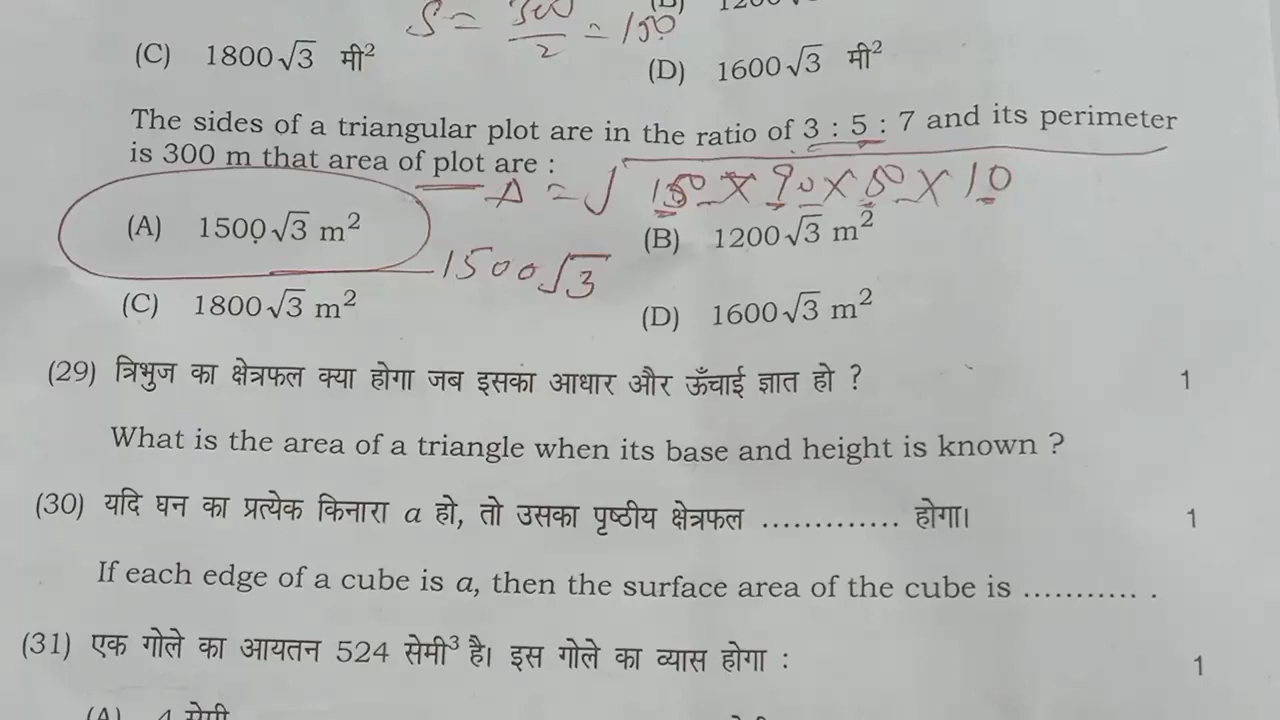 S = 300/2 = 150
(C) 1800√3 मी²
(D) 1600√3 मी²
The sides of a triangular plot are in the ratio of 3 : 5 : 7 and its perimeter
is 300 m that area of plot are :
A = √150 × 90 × 50 × 10
(A) 1500√3 m²
(B) 1200√3 m²
1500√3
(C) 1800√3 m²
(D) 1600√3 m²
(29) त्रिभुज का क्षेत्रफल क्या होगा जब इसका आधार और ऊँचाई ज्ञात हो ? 1
What is the area of a triangle when its base and height is known ?
(30) यदि घन का प्रत्येक किनारा a हो, तो उसका पृष्ठीय क्षेत्रफल ............. होगा। 1
If each edge of a cube is a, then the surface area of the cube is ........... .
(31) एक गोले का आयतन 524 सेमी³ है। इस गोले का व्यास होगा : 1
(A) 4 सेमी